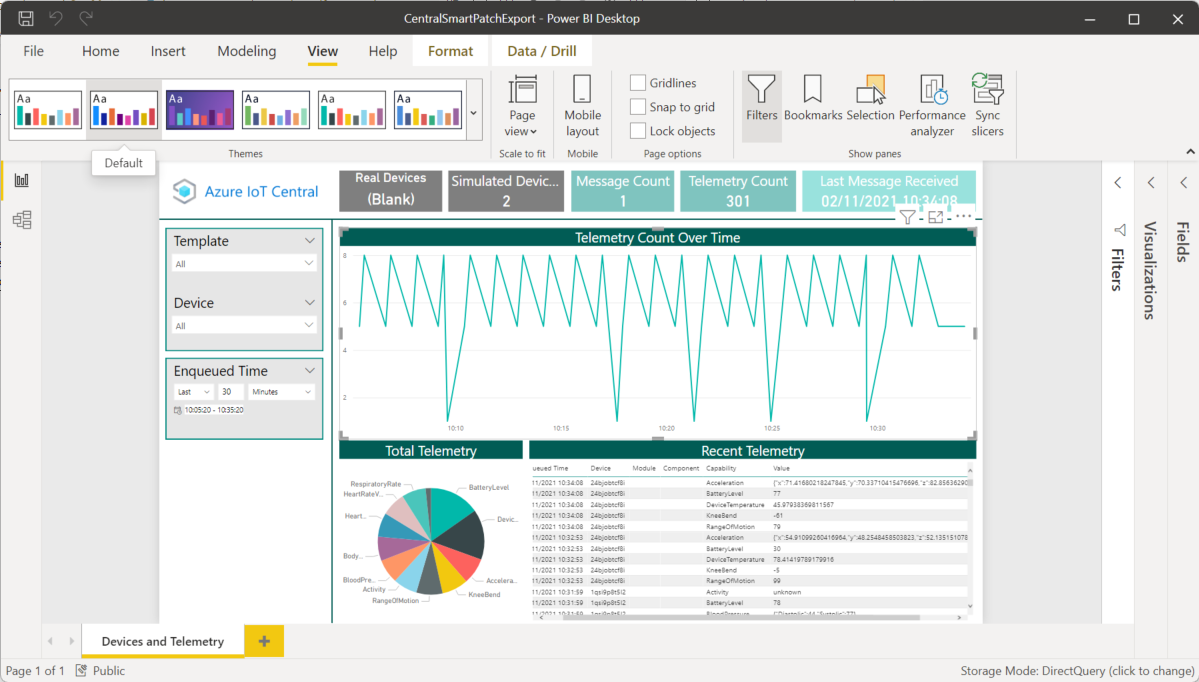 CentralSmartPatchExport - Power BI Desktop
File Home Insert Modeling View Help Format Data / Drill
Aa Aa Aa Aa Aa Aa
Page view
Mobile layout
Gridlines
Snap to grid
Lock objects
Filters
Bookmarks
Selection
Performance analyzer
Sync slicers
Themes
Scale to fit
Mobile
Page options
Show panes
Default
Azure IoT Central
Real Devices
(Blank)
Simulated Devic...
2
Message Count
1
Telemetry Count
301
Last Message Received
02/11/2021 10:34:08
Template
All
Device
All
Enqueued Time
Last 30 Minutes
10:05:20 - 10:35:20
Telemetry Count Over Time
8
6
4
2
10:10 10:15 10:20 10:25 10:30
Total Telemetry
RespiratoryRate
HeartRateV...
Heart...
Body...
BloodPre...
Activity
RangeOfMotion
BatteryLevel
Devic...
Accelera...
KneeBend
Recent Telemetry
ueued Time Device Module Component Capability Value
11/2021 10:34:08 24bjobtcf8i Acceleration {"x":71.41680218247845,"y":70.33710415476696,"z":82.85636290
11/2021 10:34:08 24bjobtcf8i BatteryLevel 77
11/2021 10:34:08 24bjobtcf8i DeviceTemperature 45.97938369811567
11/2021 10:34:08 24bjobtcf8i KneeBend -61
11/2021 10:34:08 24bjobtcf8i RangeOfMotion 79
11/2021 10:32:53 24bjobtcf8i Acceleration {"x":54.91099260416964,"y":48.2548458503823,"z":52.135151078
11/2021 10:32:53 24bjobtcf8i BatteryLevel 30
11/2021 10:32:53 24bjobtcf8i DeviceTemperature 78.41419789179916
11/2021 10:32:53 24bjobtcf8i KneeBend -5
11/2021 10:32:53 24bjobtcf8i RangeOfMotion 99
11/2021 10:31:59 1qsi9p8t5l2 Activity unknown
11/2021 10:31:59 1qsi9p8t5l2 BatteryLevel 78
11/2021 10:31:59 1qsi9p8t5l2 BloodPressure {"Diastolic":44,"Systolic":77}
Filters
Visualizations
Fields
Devices and Telemetry
Page 1 of 1 Public
Storage Mode: DirectQuery (click to change)